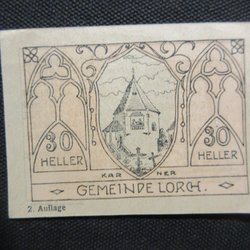 30 HELLER
30 HELLER
KAR NER
GEMEINDE LORCH.
2. Auflage